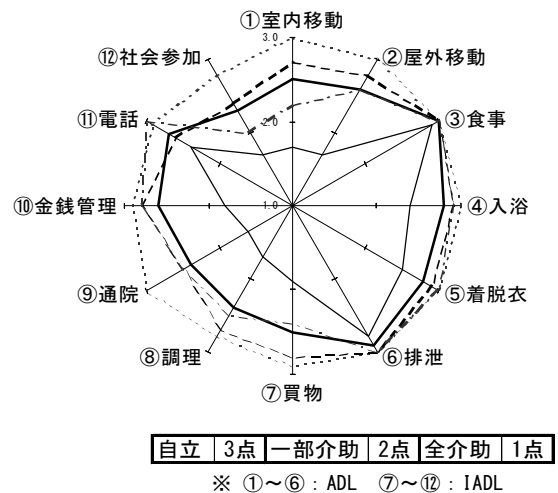 ①室内移動
3.0
⑫社会参加
②屋外移動
⑪電話
2.0
③食事
⑩金銭管理
1.0
④入浴
⑨通院
⑤着脱衣
⑧調理
⑥排泄
⑦買物
自立 3点 一部介助 2点 全介助 1点
※ ①～⑥：ADL ⑦～⑫：IADL